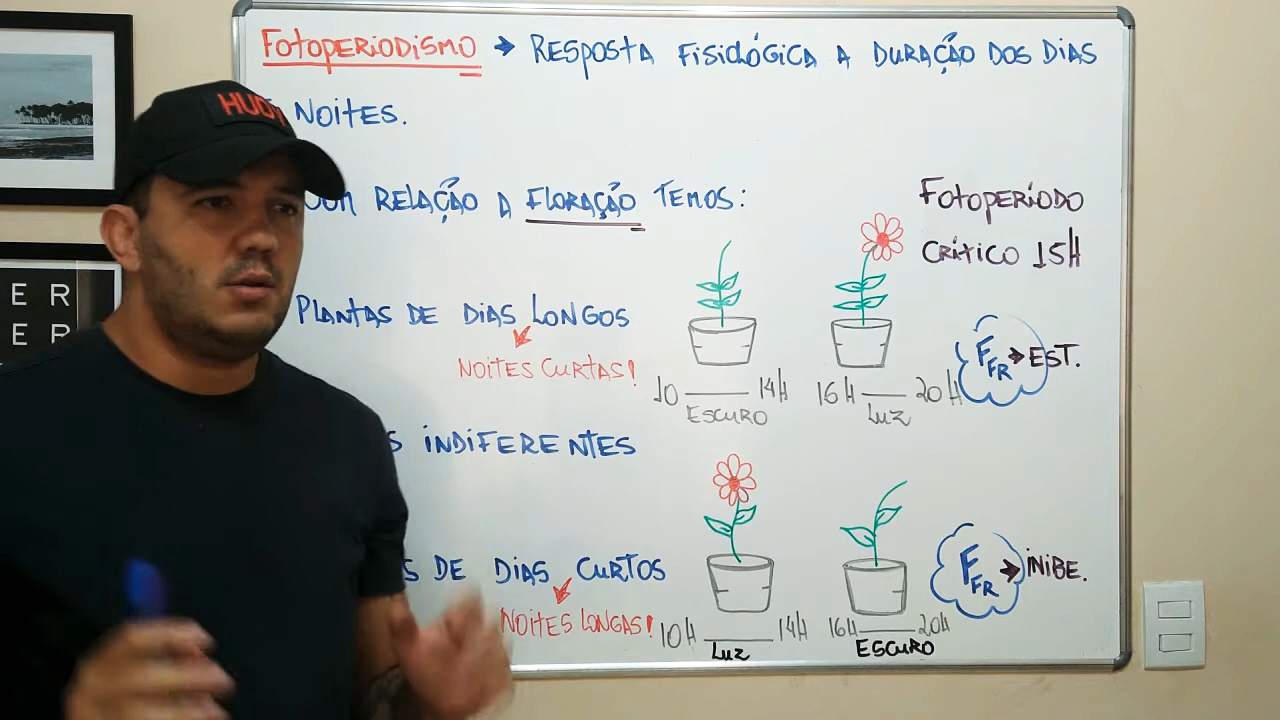 FOTOPERIODISMO → RESPOSTA FISIOLÓGICA A DURAÇÃO DOS DIAS
NOITES.
RELAÇÃO A FLORAÇÃO TEMOS:
FOTOPERÍODO
CRÍTICO 15H
PLANTAS DE DIAS LONGOS
NOITES CURTAS!
10 14H
ESCURO
16H 20H
LUZ
FFR → EST.
INDIFERENTES
DE DIAS CURTOS
NOITES LONGAS!
10H 14H
LUZ
16H 20H
ESCURO
FFR → INIBE.
E R
E R